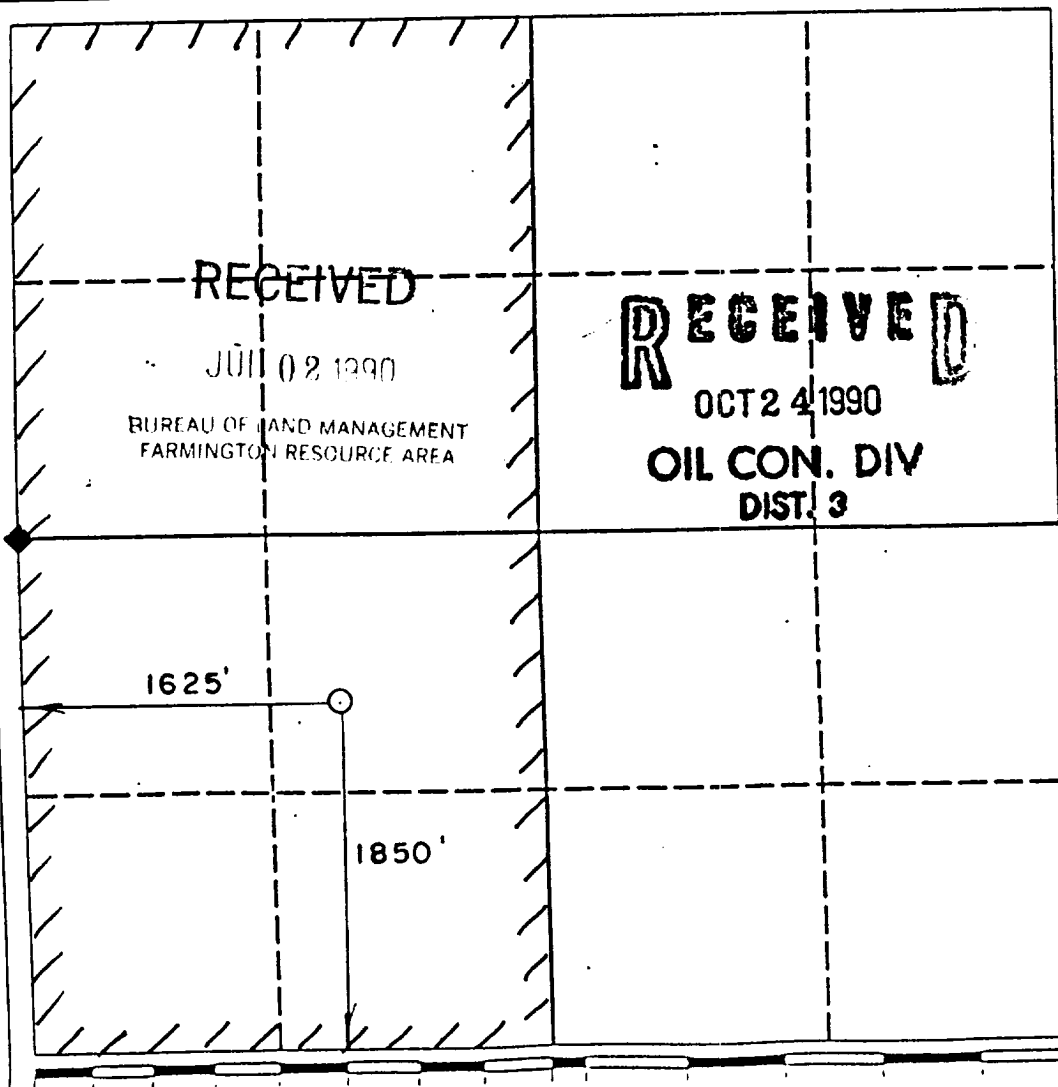 RECEIVED
02 1990
BUREAU OF LAND MANAGEMENT
FARMINGTON RESOURCE AREA
RECEIVED
OCT 24 1990
OIL CON. DIV
DIST. 3
1625'
1850'